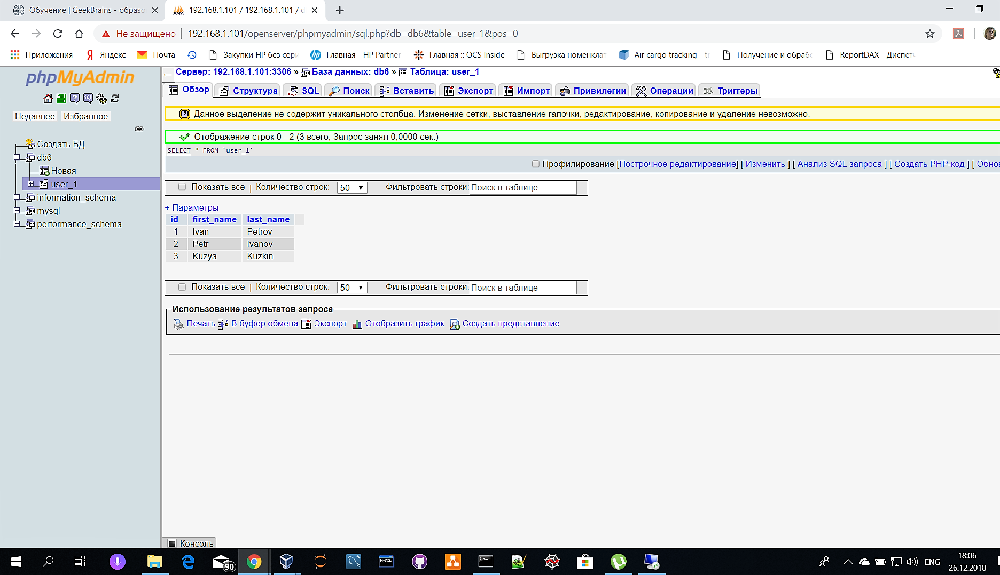 Обучение | GeekBrains - образо
192.168.1.101 / 192.168.1.101 / d
Не защищено
192.168.1.101/openserver/phpmyadmin/sql.php?db=db6&table=user_1&pos=0
Приложения
Яндекс
Почта
Закупки HP без сери
Главная - HP Partner
Главная :: OCS Inside
Выгрузка номенклат
Air cargo tracking - t
Получение и обрабо
ReportDAX - Диспет
phpMyAdmin
Недавнее
Избранное
Создать БД
db6
Новая
user_1
information_schema
mysql
performance_schema
Сервер: 192.168.1.101:3306 » База данных: db6 » Таблица: user_1
Обзор
Структура
SQL
Поиск
Вставить
Экспорт
Импорт
Привилегии
Операции
Триггеры
Данное выделение не содержит уникального столбца. Изменение сетки, выставление галочки, редактирование, копирование и удаление невозможно.
Отображение строк 0 - 2 (3 всего, Запрос занял 0,0000 сек.)
SELECT * FROM `user_1`
Профилирование [Построчное редактирование] [ Изменить ] [ Анализ SQL запроса ] [ Создать PHP-код ] [ Обнов
Показать все | Количество строк: 50 Фильтровать строки: Поиск в таблице
+ Параметры
id first_name last_name
1 Ivan Petrov
2 Petr Ivanov
3 Kuzya Kuzkin
Показать все | Количество строк: 50 Фильтровать строки: Поиск в таблице
Использование результатов запроса
Печать В буфер обмена Экспорт Отобразить график Создать представление
Консоль
90
MySQL
ENG
18:06
26.12.2018